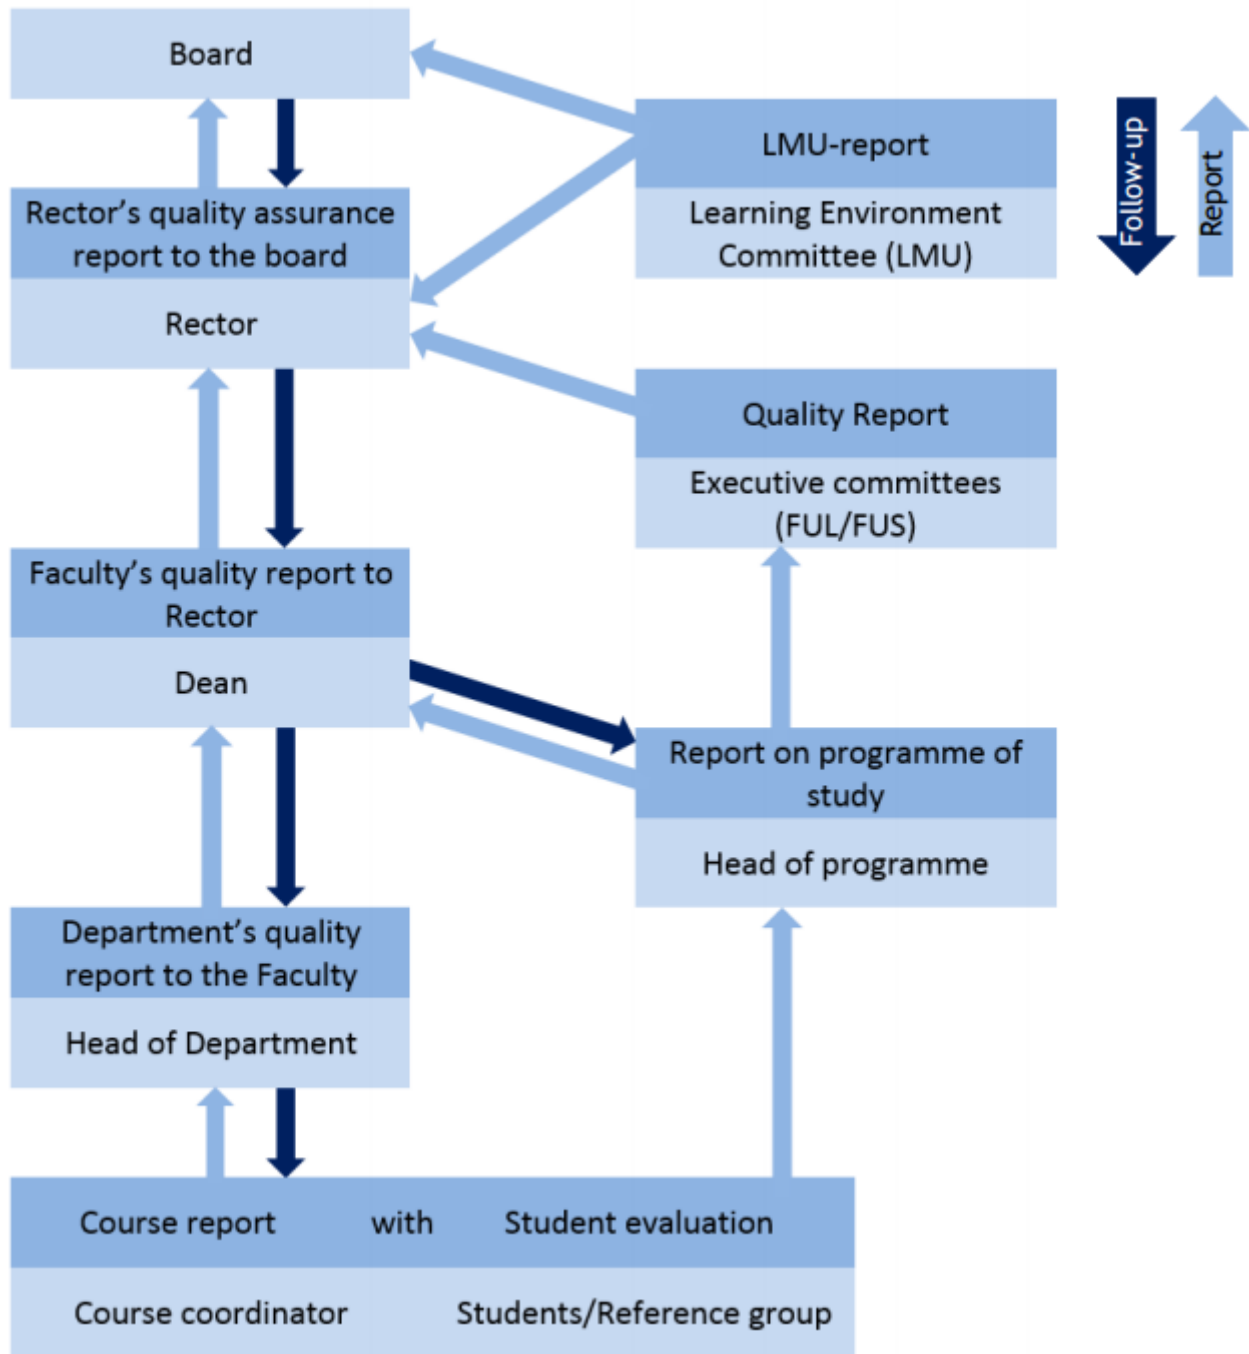 Board
LMU-report
Learning Environment
Committee (LMU)
Follow-up
Report
Rector's quality assurance
report to the board
Rector
Quality Report
Executive committees
(FUL/FUS)
Faculty's quality report to
Rector
Dean
Report on programme of
study
Head of programme
Department's quality
report to the Faculty
Head of Department
Course report with Student evaluation
Course coordinator Students/Reference group